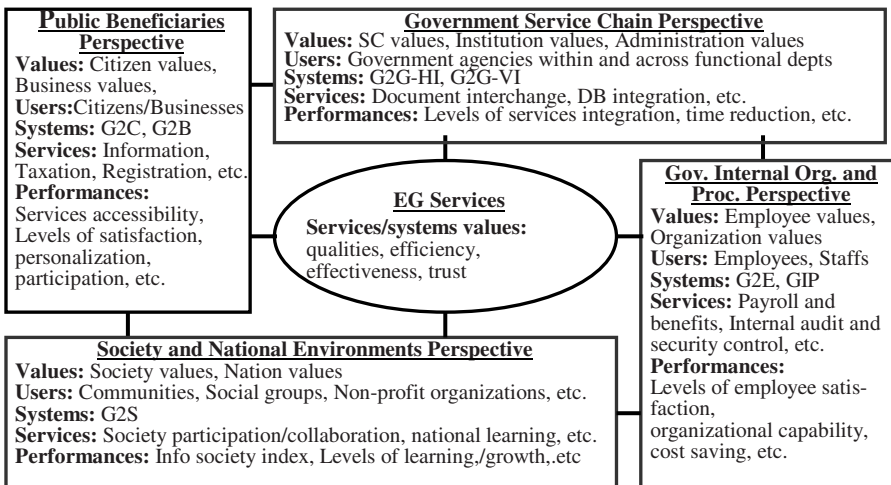 Public Beneficiaries
Perspective
Values: Citizen values,
Business values,
Users:Citizens/Businesses
Systems: G2C, G2B
Services: Information,
Taxation, Registration, etc.
Performances:
Services accessibility,
Levels of satisfaction,
personalization,
participation, etc.
Government Service Chain Perspective
Values: SC values, Institution values, Administration values
Users: Government agencies within and across functional depts
Systems: G2G-HI, G2G-VI
Services: Document interchange, DB integration, etc.
Performances: Levels of services integration, time reduction, etc.
EG Services
Services/systems values:
qualities, efficiency,
effectiveness, trust
Gov. Internal Org. and
Proc. Perspective
Values: Employee values,
Organization values
Users: Employees, Staffs
Systems: G2E, GIP
Services: Payroll and
benefits, Internal audit and
security control, etc.
Performances:
Levels of employee satis-
faction,
organizational capability,
cost saving, etc.
Society and National Environments Perspective
Values: Society values, Nation values
Users: Communities, Social groups, Non-profit organizations, etc.
Systems: G2S
Services: Society participation/collaboration, national learning, etc.
Performances: Info society index, Levels of learning,/growth,.etc